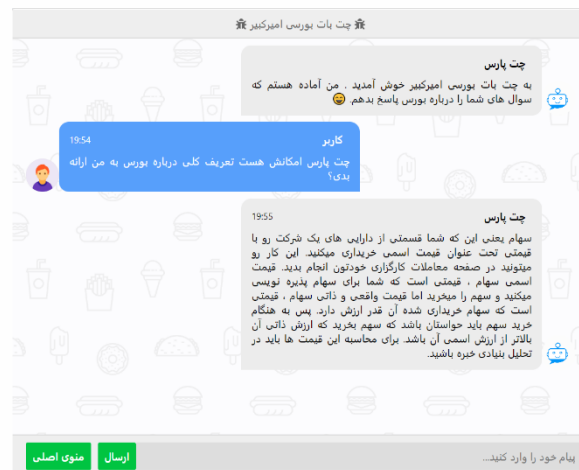 چت بات بورسی امیرکبیر
چت پارس
به چت بات بورسی امیرکبیر خوش آمدید . من آماده هستم که
سوال های شما را درباره بورس پاسخ بدهم. 😄
کاربر 19:54
چت پارس امکانش هست تعریف کلی درباره بورس به من ارائه
بدی؟
چت پارس 19:55
سهام یعنی این که شما قسمتی از دارایی های یک شرکت رو با
قیمتی تحت عنوان قیمت اسمی خریداری میکنید. این کار رو
میتونید در صفحه معاملات کارگزاری خودتون انجام بدید. قیمت
اسمی سهام ، قیمتی است که شما برای سهام پذیره نویسی
میکنید و سهم را میخرید اما قیمت واقعی و ذاتی سهام ، قیمتی
است که سهام خریداری شده آن قدر ارزش دارد. پس به هنگام
خرید سهم باید حواستان باشد که سهم بخرید که ارزش ذاتی آن
بالاتر از ارزش اسمی آن باشد. برای محاسبه این قیمت ها باید در
تحلیل بنیادی خبره باشید.
پیام خود را وارد کنید...
ارسال
منوی اصلی